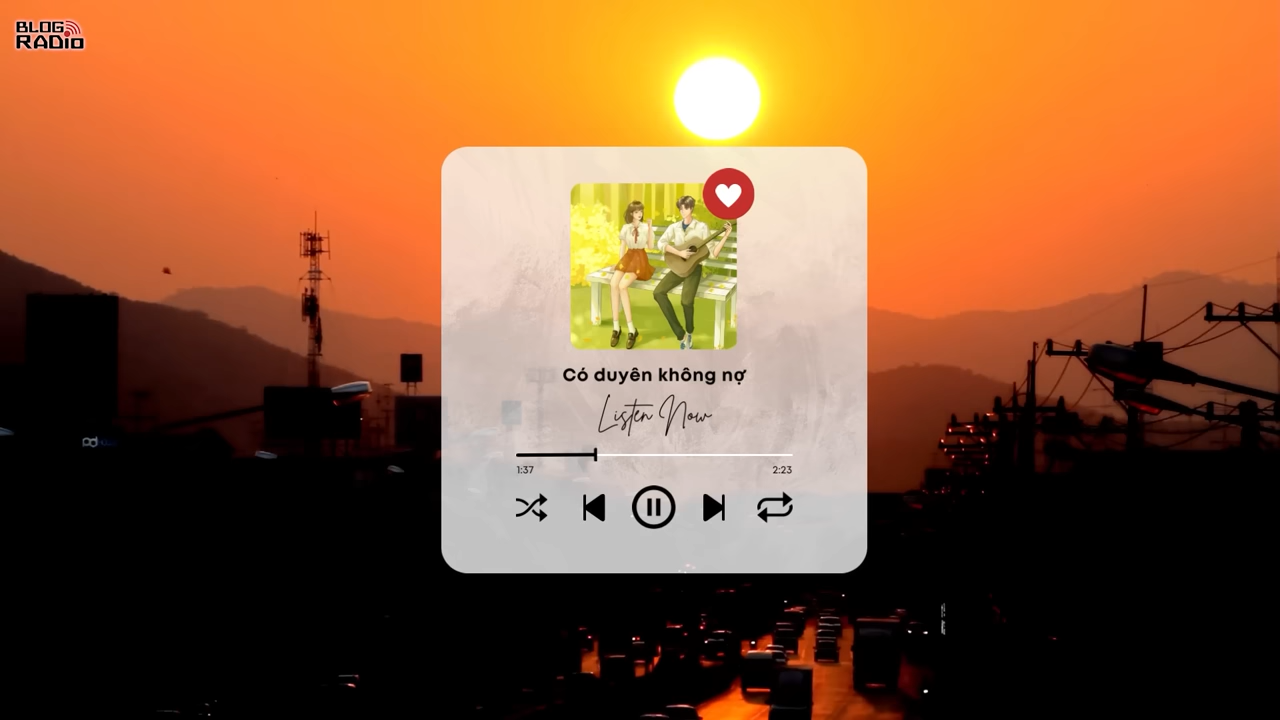 BLOG
RADIO
Có duyên không nợ
Listen Now
1:37
2:23